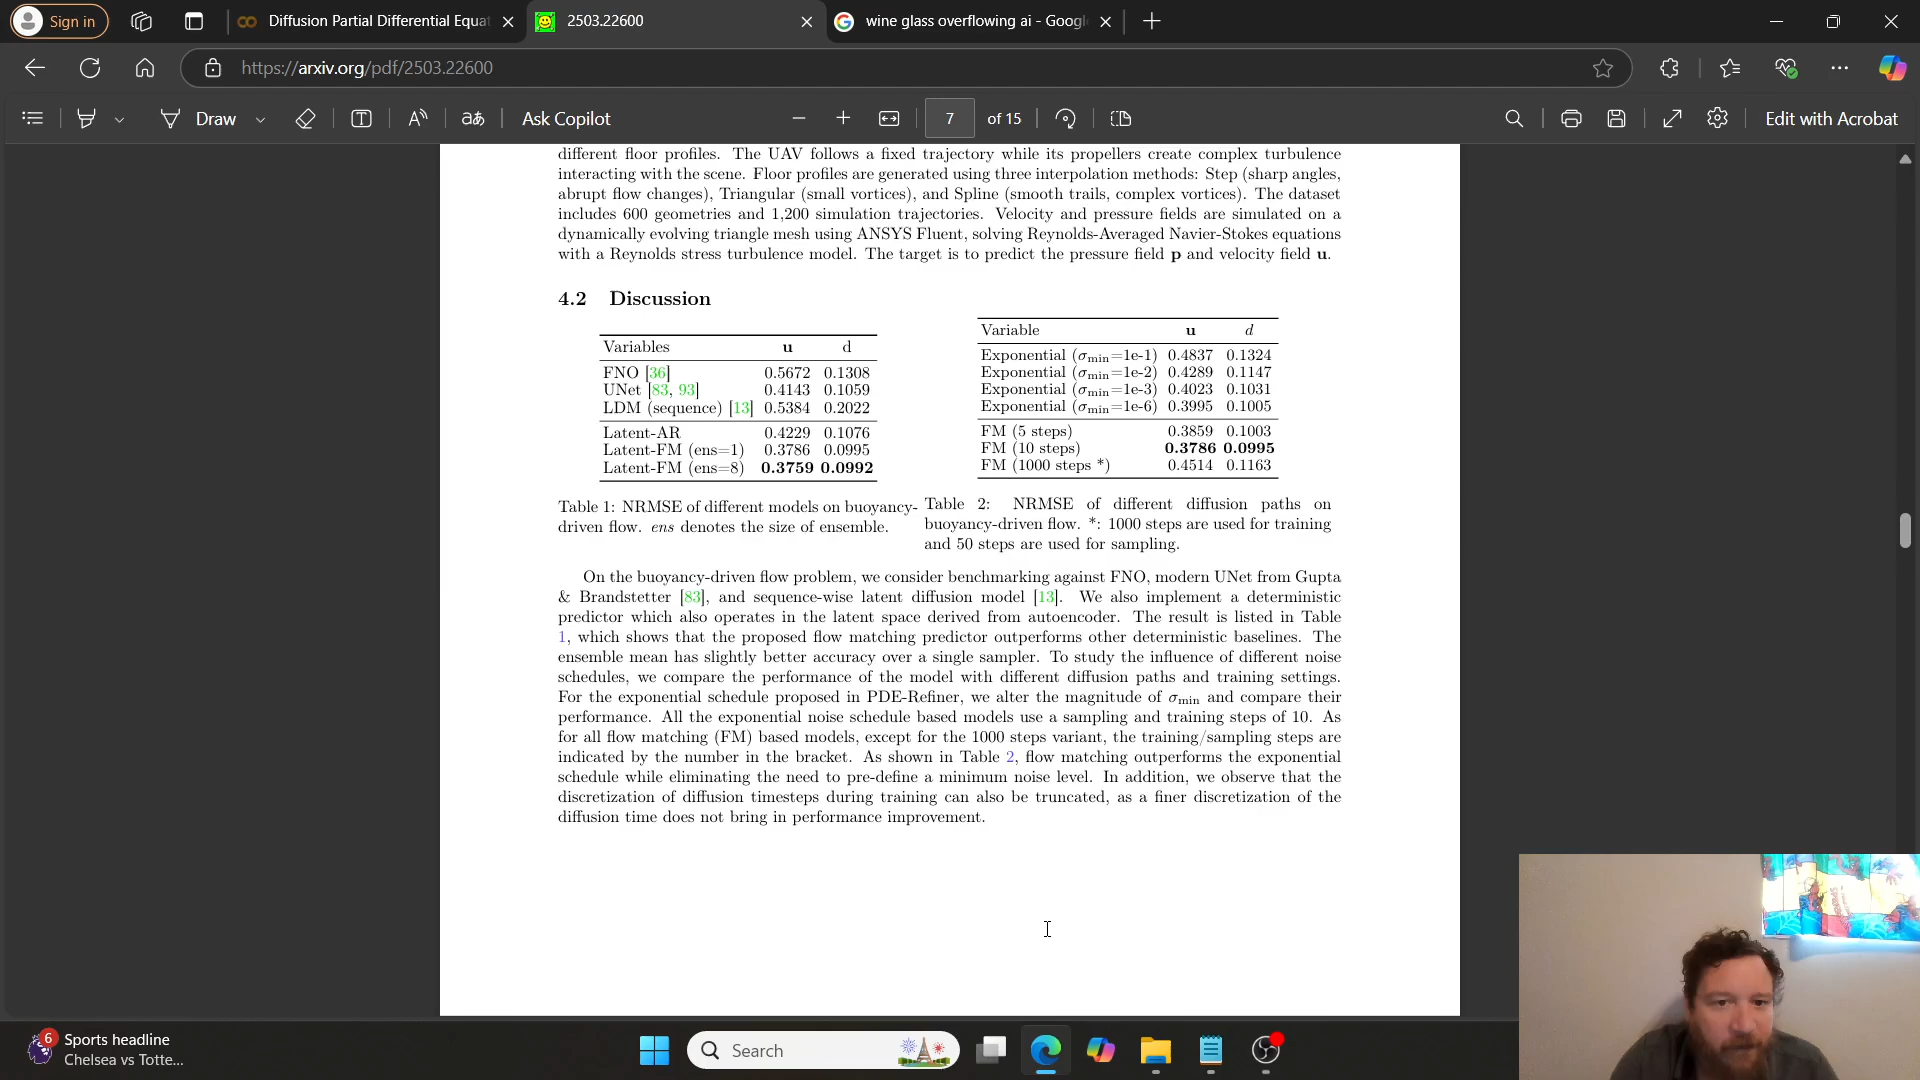 Sign in
Diffusion Partial Differential Equat
2503.22600
wine glass overflowing ai - Googl
https://arxiv.org/pdf/2503.22600
Draw
Ask Copilot
7 of 15
Edit with Acrobat
different floor profiles. The UAV follows a fixed trajectory while its propellers create complex turbulence
interacting with the scene. Floor profiles are generated using three interpolation methods: Step (sharp angles,
abrupt flow changes), Triangular (small vortices), and Spline (smooth trails, complex vortices). The dataset
includes 600 geometries and 1,200 simulation trajectories. Velocity and pressure fields are simulated on a
dynamically evolving triangle mesh using ANSYS Fluent, solving Reynolds-Averaged Navier-Stokes equations
with a Reynolds stress turbulence model. The target is to predict the pressure field p and velocity field u.
4.2 Discussion
Variables u d
FNO [36] 0.5672 0.1308
UNet [83, 93] 0.4143 0.1059
LDM (sequence) [13] 0.5384 0.2022
Latent-AR 0.4229 0.1076
Latent-FM (ens=1) 0.3786 0.0995
Latent-FM (ens=8) 0.3759 0.0992
Table 1: NRMSE of different models on buoyancy-
driven flow. ens denotes the size of ensemble.
Variable u d
Exponential (σmin=1e-1) 0.4837 0.1324
Exponential (σmin=1e-2) 0.4289 0.1147
Exponential (σmin=1e-3) 0.4023 0.1031
Exponential (σmin=1e-6) 0.3995 0.1005
FM (5 steps) 0.3859 0.1003
FM (10 steps) 0.3786 0.0995
FM (1000 steps *) 0.4514 0.1163
Table 2: NRMSE of different diffusion paths on
buoyancy-driven flow. *: 1000 steps are used for training
and 50 steps are used for sampling.
On the buoyancy-driven flow problem, we consider benchmarking against FNO, modern UNet from Gupta
& Brandstetter [83], and sequence-wise latent diffusion model [13]. We also implement a deterministic
predictor which also operates in the latent space derived from autoencoder. The result is listed in Table
1, which shows that the proposed flow matching predictor outperforms other deterministic baselines. The
ensemble mean has slightly better accuracy over a single sampler. To study the influence of different noise
schedules, we compare the performance of the model with different diffusion paths and training settings.
For the exponential schedule proposed in PDE-Refiner, we alter the magnitude of σmin and compare their
performance. All the exponential noise schedule based models use a sampling and training steps of 10. As
for all flow matching (FM) based models, except for the 1000 steps variant, the training/sampling steps are
indicated by the number in the bracket. As shown in Table 2, flow matching outperforms the exponential
schedule while eliminating the need to pre-define a minimum noise level. In addition, we observe that the
discretization of diffusion timesteps during training can also be truncated, as a finer discretization of the
diffusion time does not bring in performance improvement.
6
Sports headline
Chelsea vs Totte...
Search